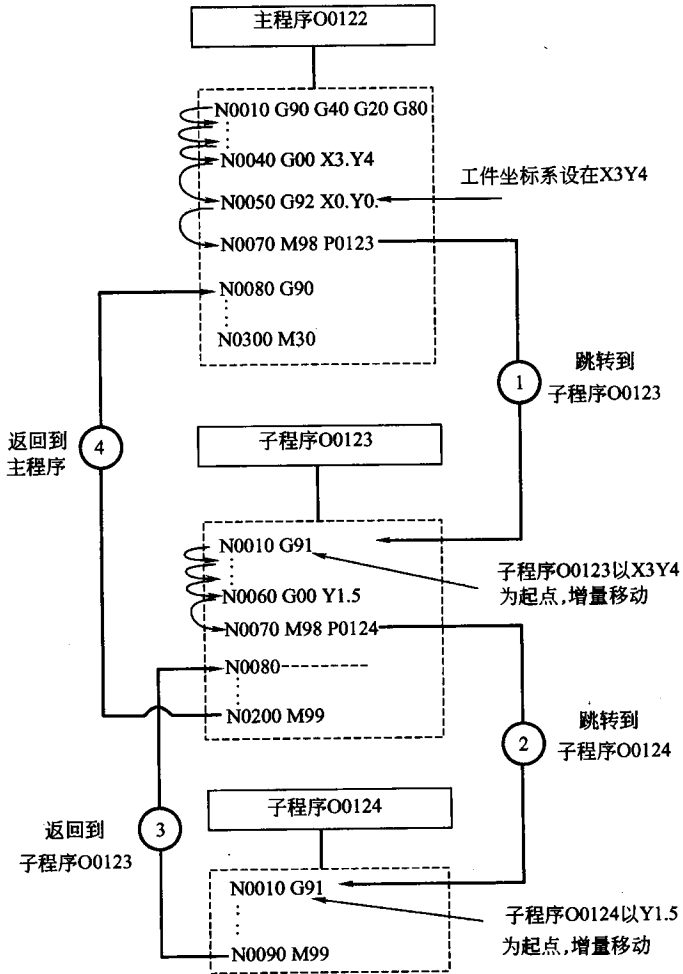 主程序O0122
N0010 G90 G40 G20 G80
N0040 G00 X3.Y4
工件坐标系设在X3Y4
N0050 G92 X0.Y0.
N0070 M98 P0123
N0080 G90
N0300 M30
1
跳转到
子程序O0123
返回到
主程序
4
子程序O0123
N0010 G91
子程序O0123以X3Y4
为起点,增量移动
N0060 G00 Y1.5
N0070 M98 P0124
N0080
N0200 M99
2
跳转到
子程序O0124
子程序O0124
返回到
子程序O0123
3
N0010 G91
子程序O0124以Y1.5
为起点,增量移动
N0090 M99